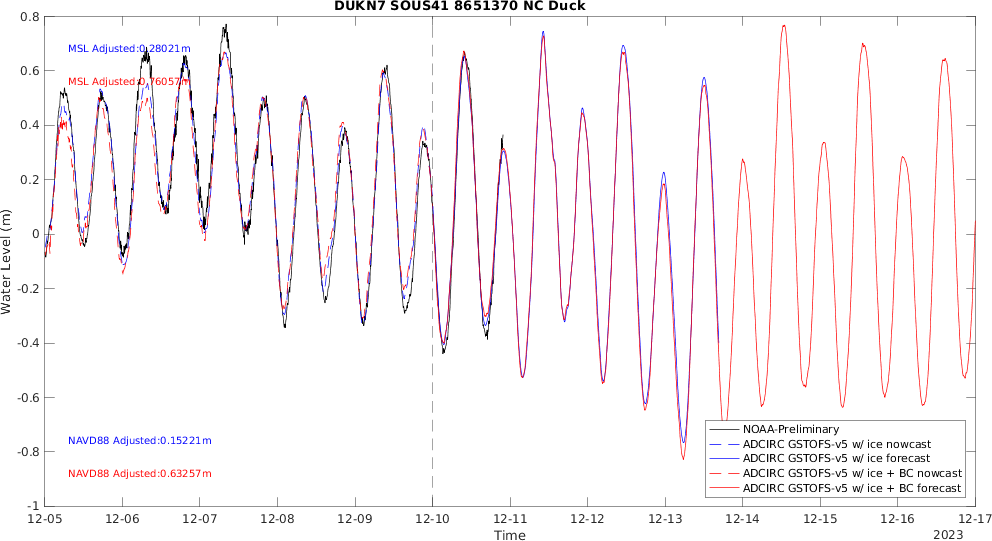 DUKN7 SOUS41 8651370 NC Duck
0.8
0.6
0.4
0.2
0
-0.2
-0.4
-0.6
-0.8
-1
Water Level (m)
MSL Adjusted:0.28021m
MSL Adjusted:0.76057m
NAVD88 Adjusted:0.15221m
NAVD88 Adjusted:0.63257m
NOAA-Preliminary
ADCIRC GSTOFS-v5 w/ ice nowcast
ADCIRC GSTOFS-v5 w/ ice forecast
ADCIRC GSTOFS-v5 w/ ice + BC nowcast
ADCIRC GSTOFS-v5 w/ ice + BC forecast
12-05 12-06 12-07 12-08 12-09 12-10 12-11 12-12 12-13 12-14 12-15 12-16 12-17
Time
2023